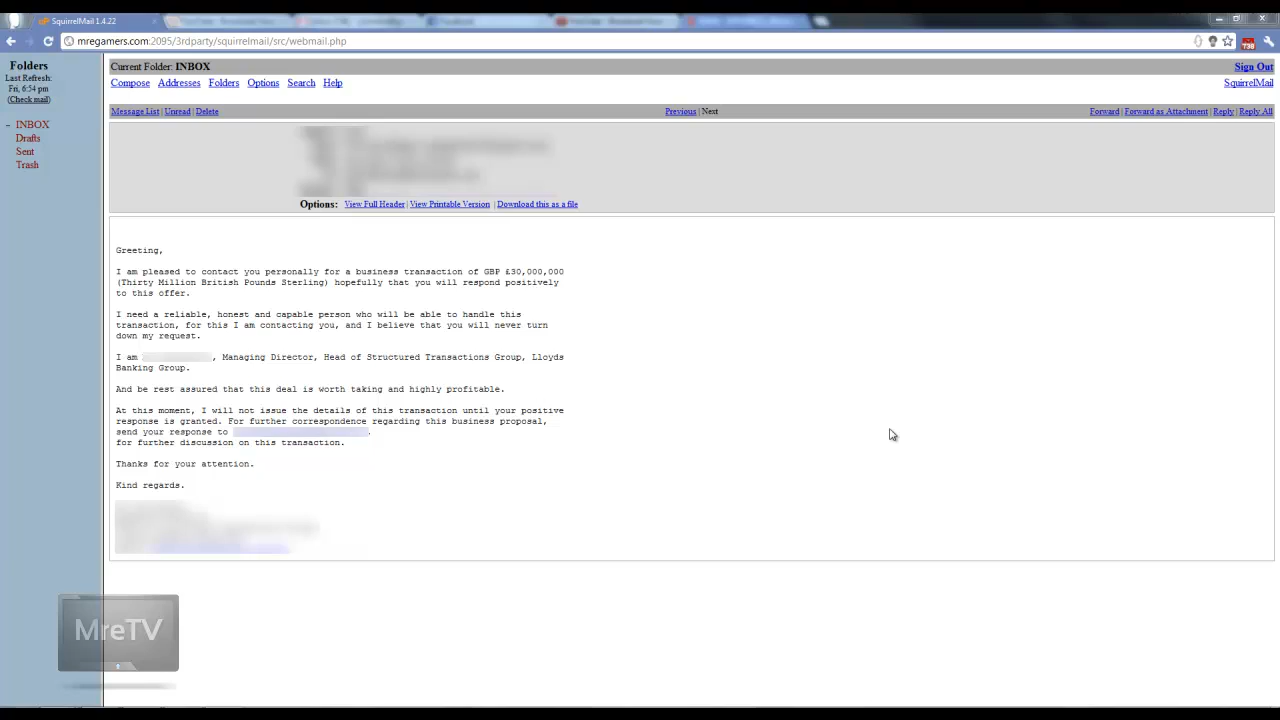 SquirrelMail 1.4.22
mregamers.com:2095/3rdparty/squirrelmail/src/webmail.php
738
Folders
Last Refresh:
Fri, 6:54 pm
(Check mail)
– INBOX
Drafts
Sent
Trash
Current Folder: INBOX
Sign Out
Compose Addresses Folders Options Search Help
SquirrelMail
Message List | Unread | Delete
Previous | Next
Forward | Forward as Attachment | Reply | Reply All
Options: View Full Header | View Printable Version | Download this as a file
Greeting,
I am pleased to contact you personally for a business transaction of GBP £30,000,000
(Thirty Million British Pounds Sterling) hopefully that you will respond positively
to this offer.
I need a reliable, honest and capable person who will be able to handle this
transaction, for this I am contacting you, and I believe that you will never turn
down my request.
I am , Managing Director, Head of Structured Transactions Group, Lloyds
Banking Group.
And be rest assured that this deal is worth taking and highly profitable.
At this moment, I will not issue the details of this transaction until your positive
response is granted. For further correspondence regarding this business proposal,
send your response to .
for further discussion on this transaction.
Thanks for your attention.
Kind regards.
MreTV